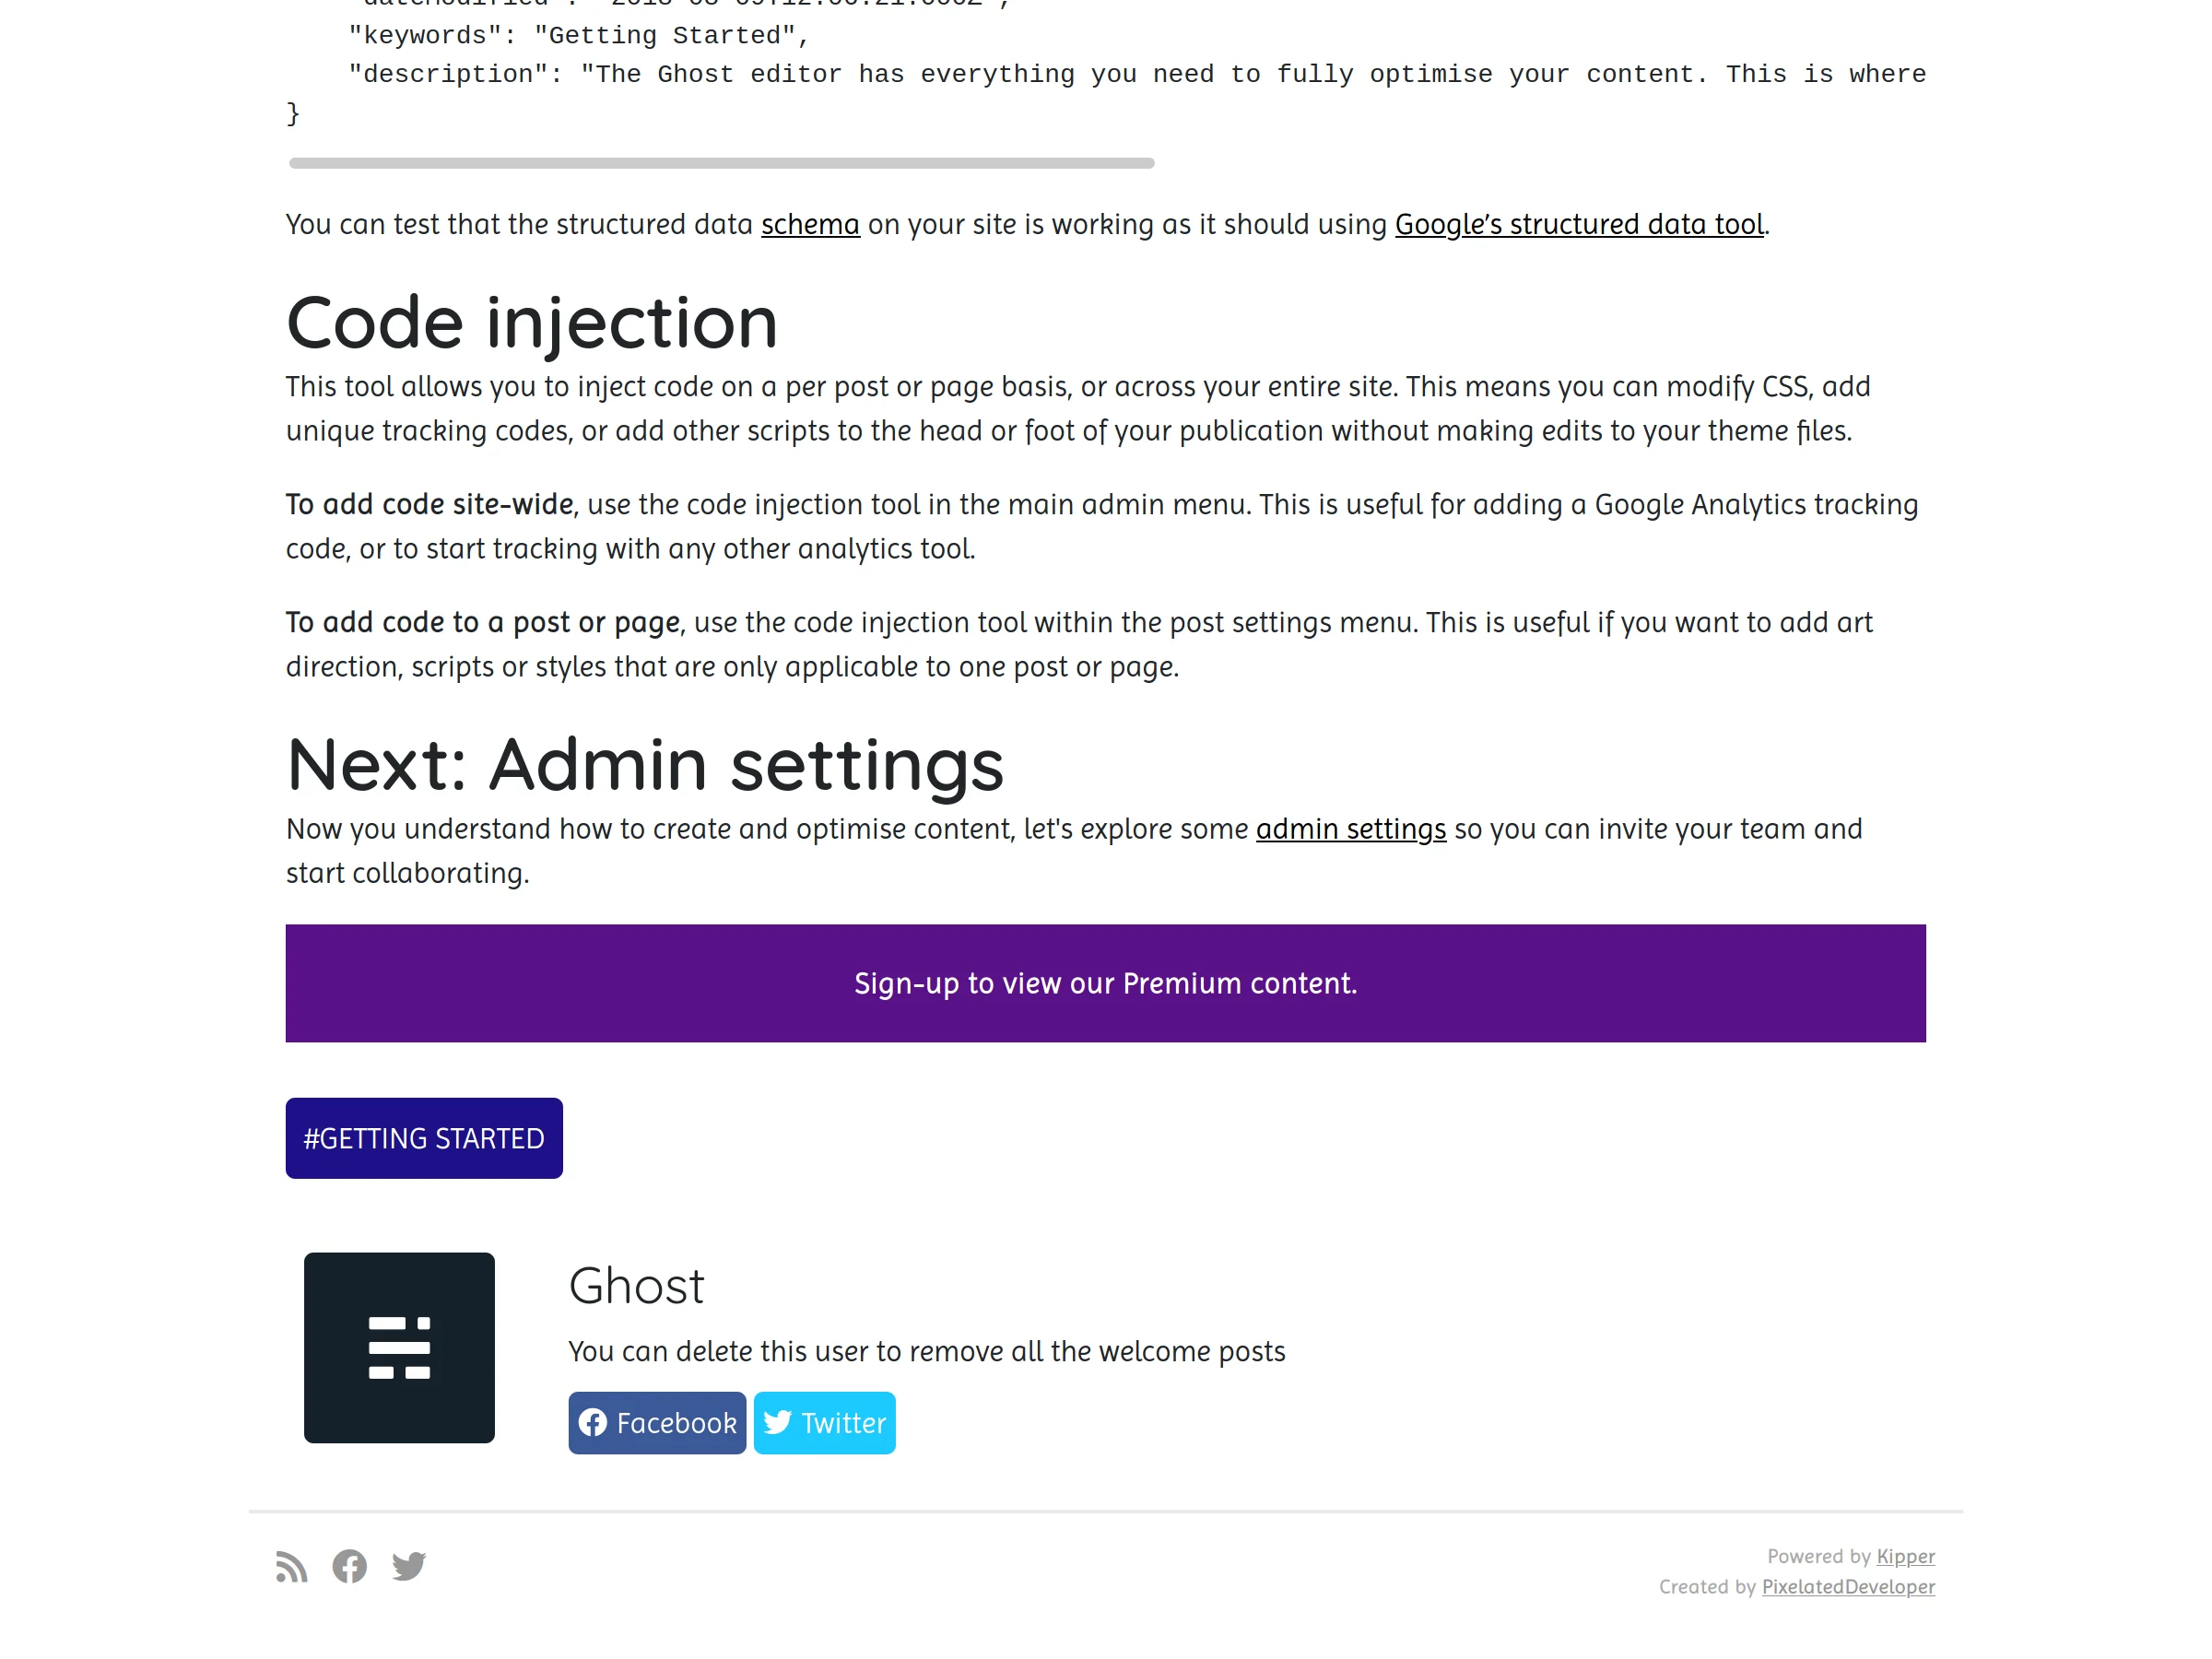 "keywords": "Getting Started",
"description": "The Ghost editor has everything you need to fully optimise your content. This is where
}
You can test that the structured data schema on your site is working as it should using Google’s structured data tool.
Code injection
This tool allows you to inject code on a per post or page basis, or across your entire site. This means you can modify CSS, add
unique tracking codes, or add other scripts to the head or foot of your publication without making edits to your theme files.
To add code site-wide, use the code injection tool in the main admin menu. This is useful for adding a Google Analytics tracking
code, or to start tracking with any other analytics tool.
To add code to a post or page, use the code injection tool within the post settings menu. This is useful if you want to add art
direction, scripts or styles that are only applicable to one post or page.
Next: Admin settings
Now you understand how to create and optimise content, let's explore some admin settings so you can invite your team and
start collaborating.
Sign-up to view our Premium content.
#GETTING STARTED
Ghost
You can delete this user to remove all the welcome posts
Facebook Twitter
Powered by Kipper
Created by PixelatedDeveloper